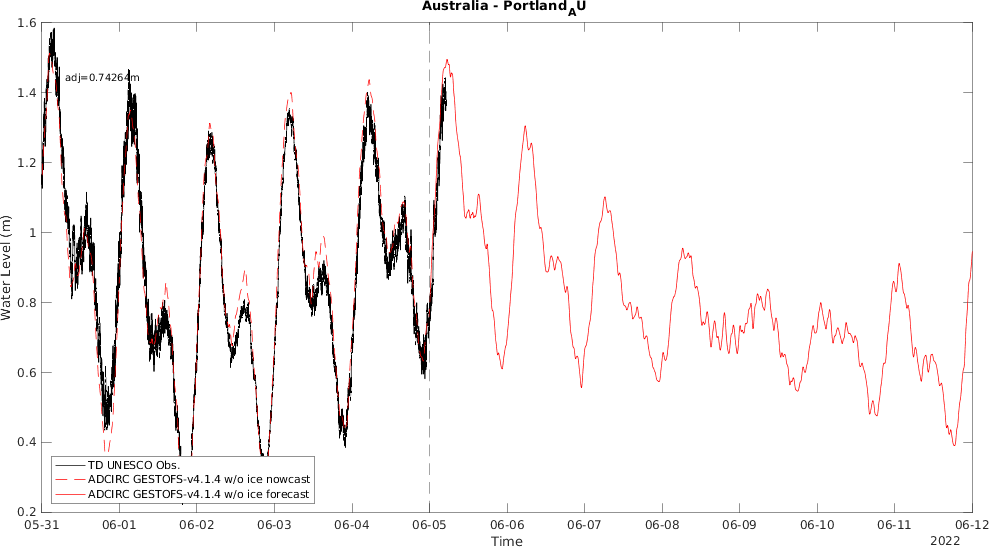 Australia - Portland_AU
adj=0.74264m
Water Level (m)
1.6
1.4
1.2
1
0.8
0.6
0.4
0.2
TD UNESCO Obs.
ADCIRC GESTOFS-v4.1.4 w/o ice nowcast
ADCIRC GESTOFS-v4.1.4 w/o ice forecast
05-31 06-01 06-02 06-03 06-04 06-05 06-06 06-07 06-08 06-09 06-10 06-11 06-12
Time
2022